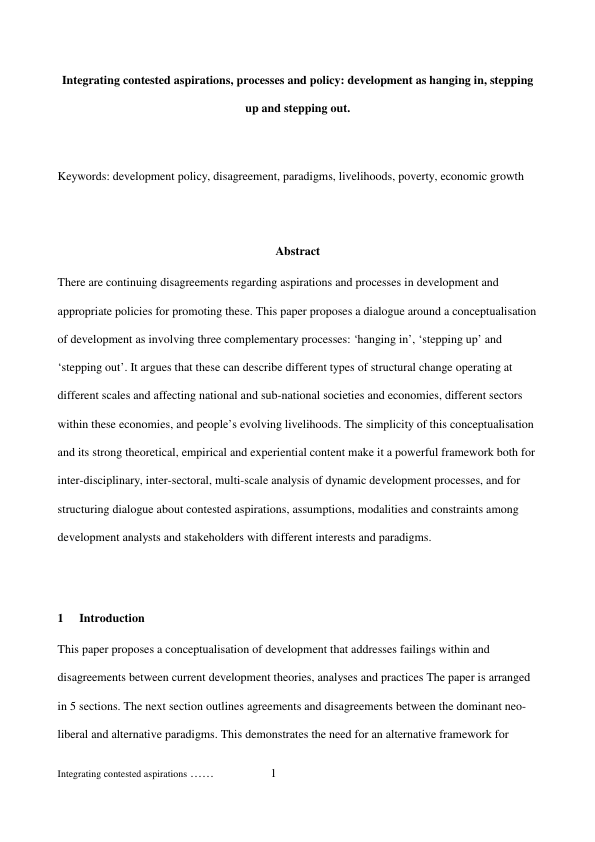 Integrating contested aspirations, processes and policy: development as hanging in, stepping
up and stepping out.
Keywords: development policy, disagreement, paradigms, livelihoods, poverty, economic growth
Abstract
There are continuing disagreements regarding aspirations and processes in development and
appropriate policies for promoting these. This paper proposes a dialogue around a conceptualisation
of development as involving three complementary processes: ‘hanging in’, ‘stepping up’ and
‘stepping out’. It argues that these can describe different types of structural change operating at
different scales and affecting national and sub-national societies and economies, different sectors
within these economies, and people’s evolving livelihoods. The simplicity of this conceptualisation
and its strong theoretical, empirical and experiential content make it a powerful framework both for
inter-disciplinary, inter-sectoral, multi-scale analysis of dynamic development processes, and for
structuring dialogue about contested aspirations, assumptions, modalities and constraints among
development analysts and stakeholders with different interests and paradigms.
1 Introduction
This paper proposes a conceptualisation of development that addresses failings within and
disagreements between current development theories, analyses and practices The paper is arranged
in 5 sections. The next section outlines agreements and disagreements between the dominant neo-
liberal and alternative paradigms. This demonstrates the need for an alternative framework for
Integrating contested aspirations …… 1